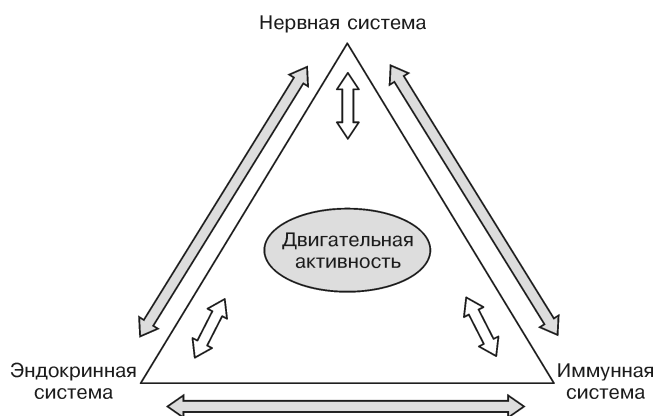 Нервная система
Двигательная
активность
Эндокринная
система
Иммунная
система